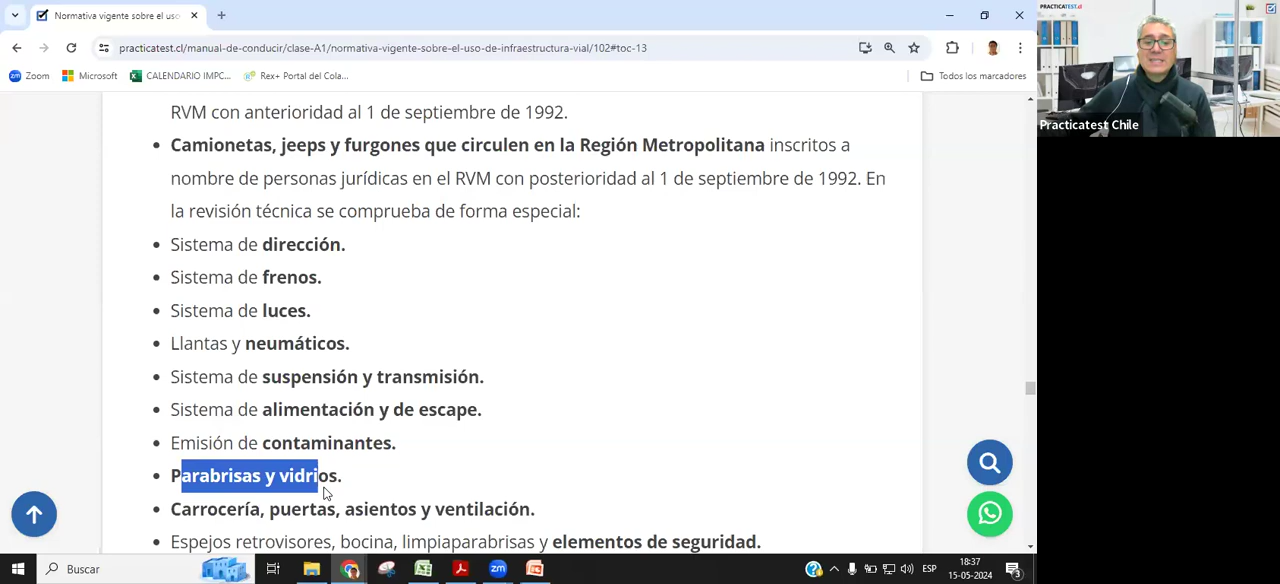 Normativa vigente sobre el uso
practicatest.cl/manual-de-conducir/clase-A1/normativa-vigente-sobre-el-uso-de-infraestructura-vial/102#toc-13
Zoom
Microsoft
CALENDARIO IMPC...
Rex+ Portal del Cola...
Todos los marcadores
PRACTICATEST.cl
Practicatest Chile
RVM con anterioridad al 1 de septiembre de 1992.
• Camionetas, jeeps y furgones que circulen en la Región Metropolitana inscritos a
nombre de personas jurídicas en el RVM con posterioridad al 1 de septiembre de 1992. En
la revisión técnica se comprueba de forma especial:
• Sistema de dirección.
• Sistema de frenos.
• Sistema de luces.
• Llantas y neumáticos.
• Sistema de suspensión y transmisión.
• Sistema de alimentación y de escape.
• Emisión de contaminantes.
• Parabrisas y vidrios.
• Carrocería, puertas, asientos y ventilación.
• Espejos retrovisores, bocina, limpiaparabrisas y elementos de seguridad.
Buscar
zm
ESP
18:37
15-05-2024
3